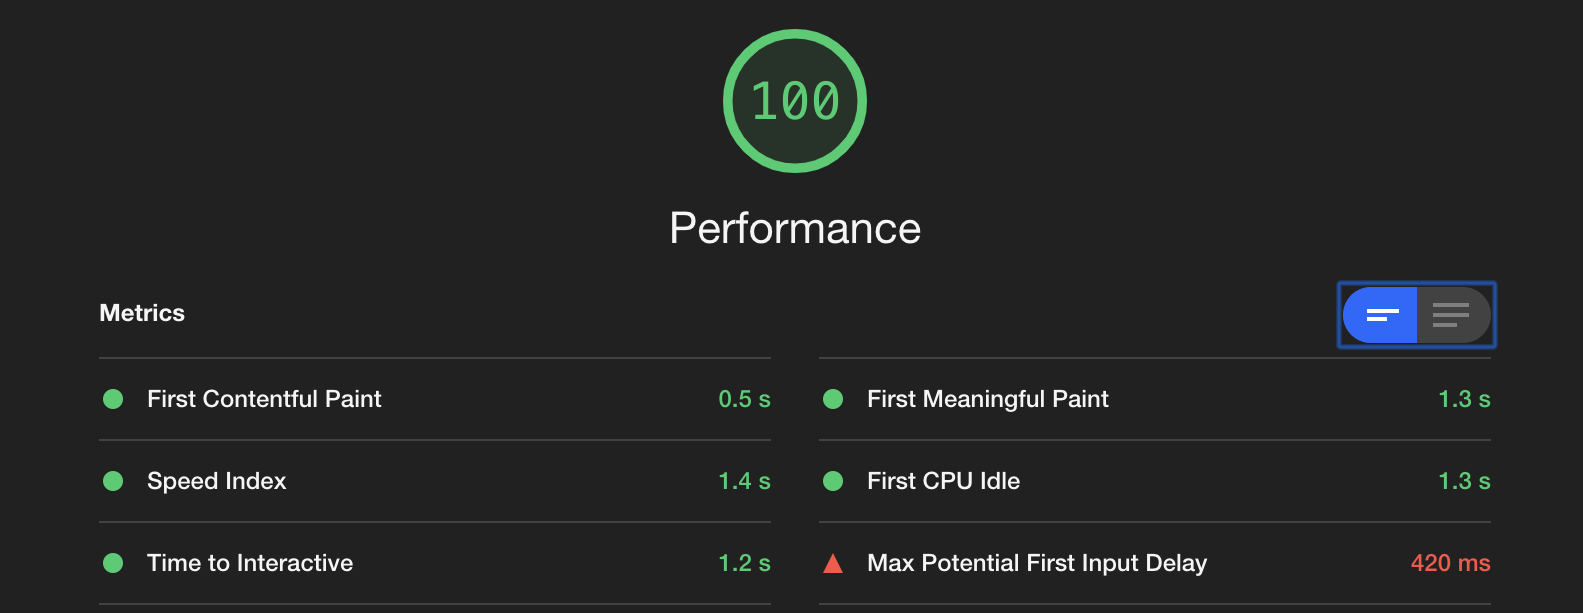 100
Performance
Metrics
First Contentful Paint 0.5 s
First Meaningful Paint 1.3 s
Speed Index 1.4 s
First CPU Idle 1.3 s
Time to Interactive 1.2 s
Max Potential First Input Delay 420 ms